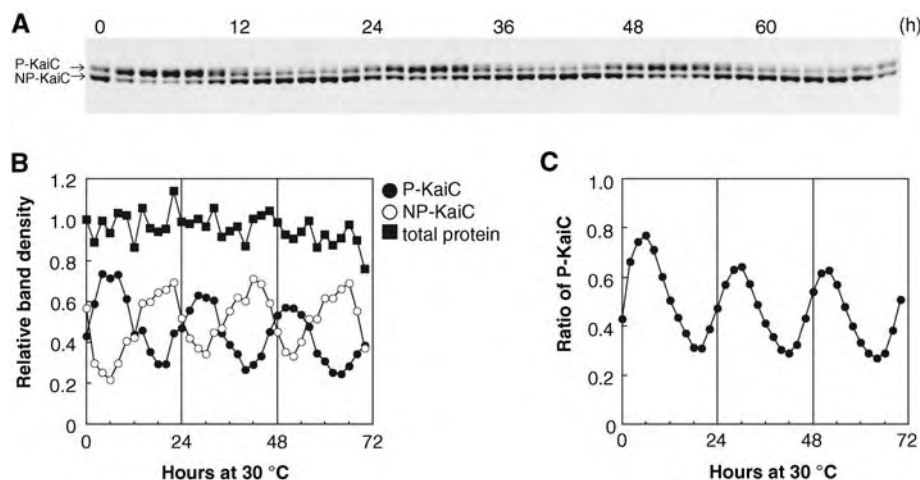 A 0 12 24 36 48 60 (h)
P-KaiC
NP-KaiC
B
Relative band density
1.2
1.0
0.8
0.6
0.4
0.2
0
0 24 48 72
Hours at 30 °C
P-KaiC
NP-KaiC
total protein
C
Ratio of P-KaiC
1.0
0.8
0.6
0.4
0.2
0
0 24 48 72
Hours at 30 °C